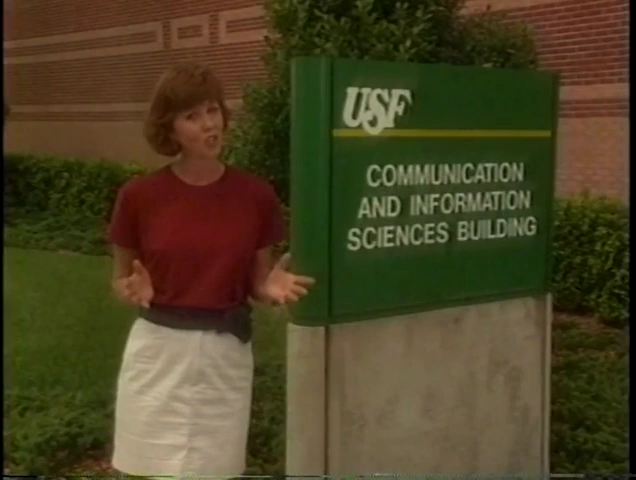 USF
COMMUNICATION
AND INFORMATION
SCIENCES BUILDING